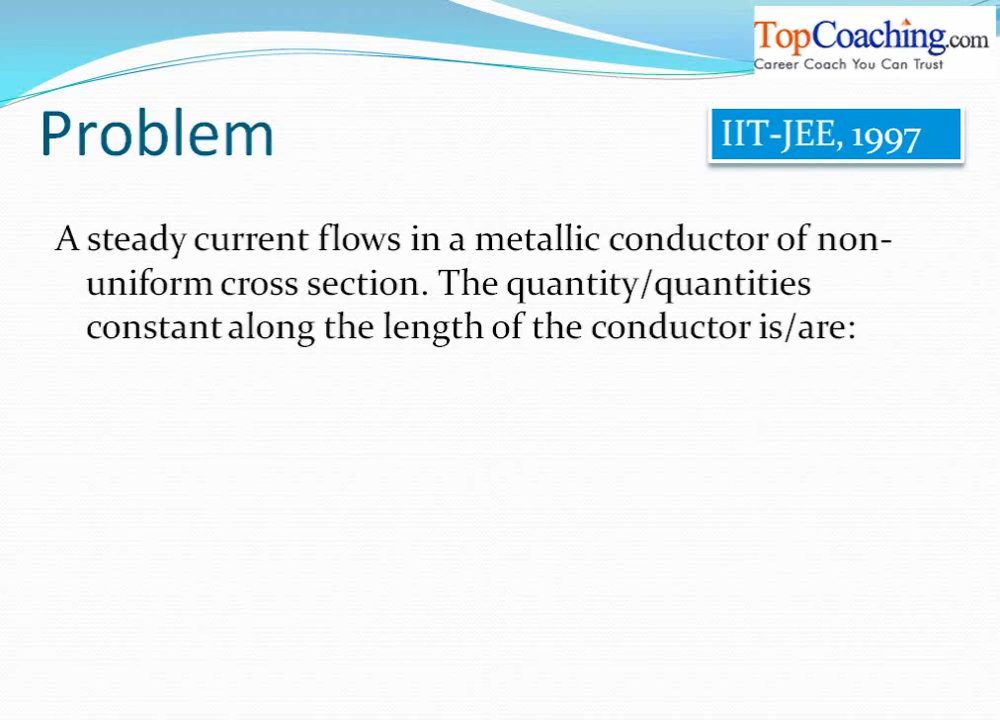 TopCoaching.com
Career Coach You Can Trust
Problem
IIT-JEE, 1997
A steady current flows in a metallic conductor of non-
uniform cross section. The quantity/quantities
constant along the length of the conductor is/are: